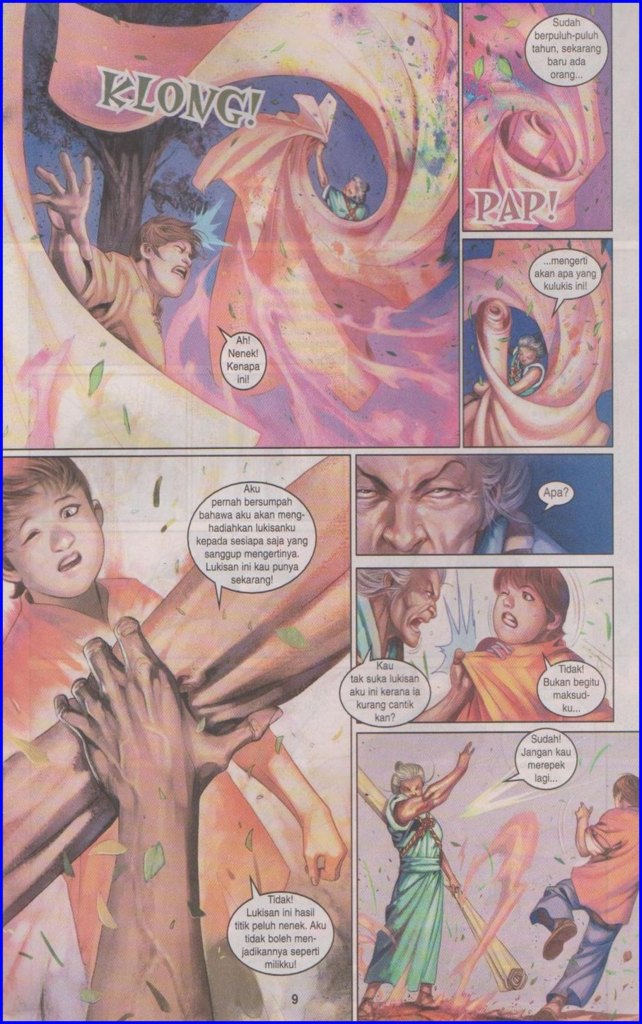 KLONG!
Ah!
Nenek!
Kenapa
ini!
Sudah
berpuluh-puluh
tahun, sekarang
baru ada
orang...
PAP!
...mengerti
akan apa yang
kulukis ini!
Aku
pernah bersumpah
bahawa aku akan meng-
hadiahkan lukisanku
kepada sesiapa saja yang
sanggup mengertinya.
Lukisan ini kau punya
sekarang!
Tidak!
Lukisan ini hasil
titik peluh nenek. Aku
tidak boleh men-
jadikannya seperti
milikku!
Apa?
Kau
tak suka lukisan
aku ini kerana ia
kurang cantik
kan?
Tidak!
Bukan begitu
maksud-
ku...
Sudah!
Jangan kau
merepek
lagi...
9